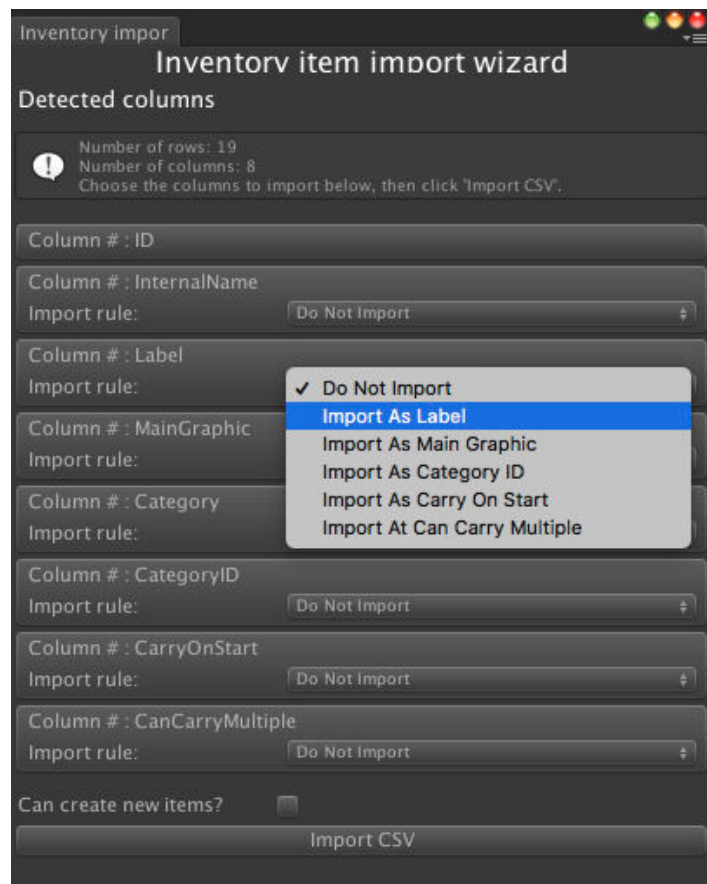 Inventory impor
Inventory item import wizard
Detected columns
Number of rows: 19
Number of columns: 8
Choose the columns to import below, then click 'Import CSV'.
Column # : ID
Column # : InternalName
Import rule: Do Not Import
Column # : Label
Import rule:
✓ Do Not Import
Import As Label
Import As Main Graphic
Import As Category ID
Import As Carry On Start
Import At Can Carry Multiple
Column # : MainGraphic
Import rule:
Column # : Category
Import rule:
Column # : CategoryID
Import rule: Do Not Import
Column # : CarryOnStart
Import rule: Do Not Import
Column # : CanCarryMultiple
Import rule: Do Not Import
Can create new items?
Import CSV